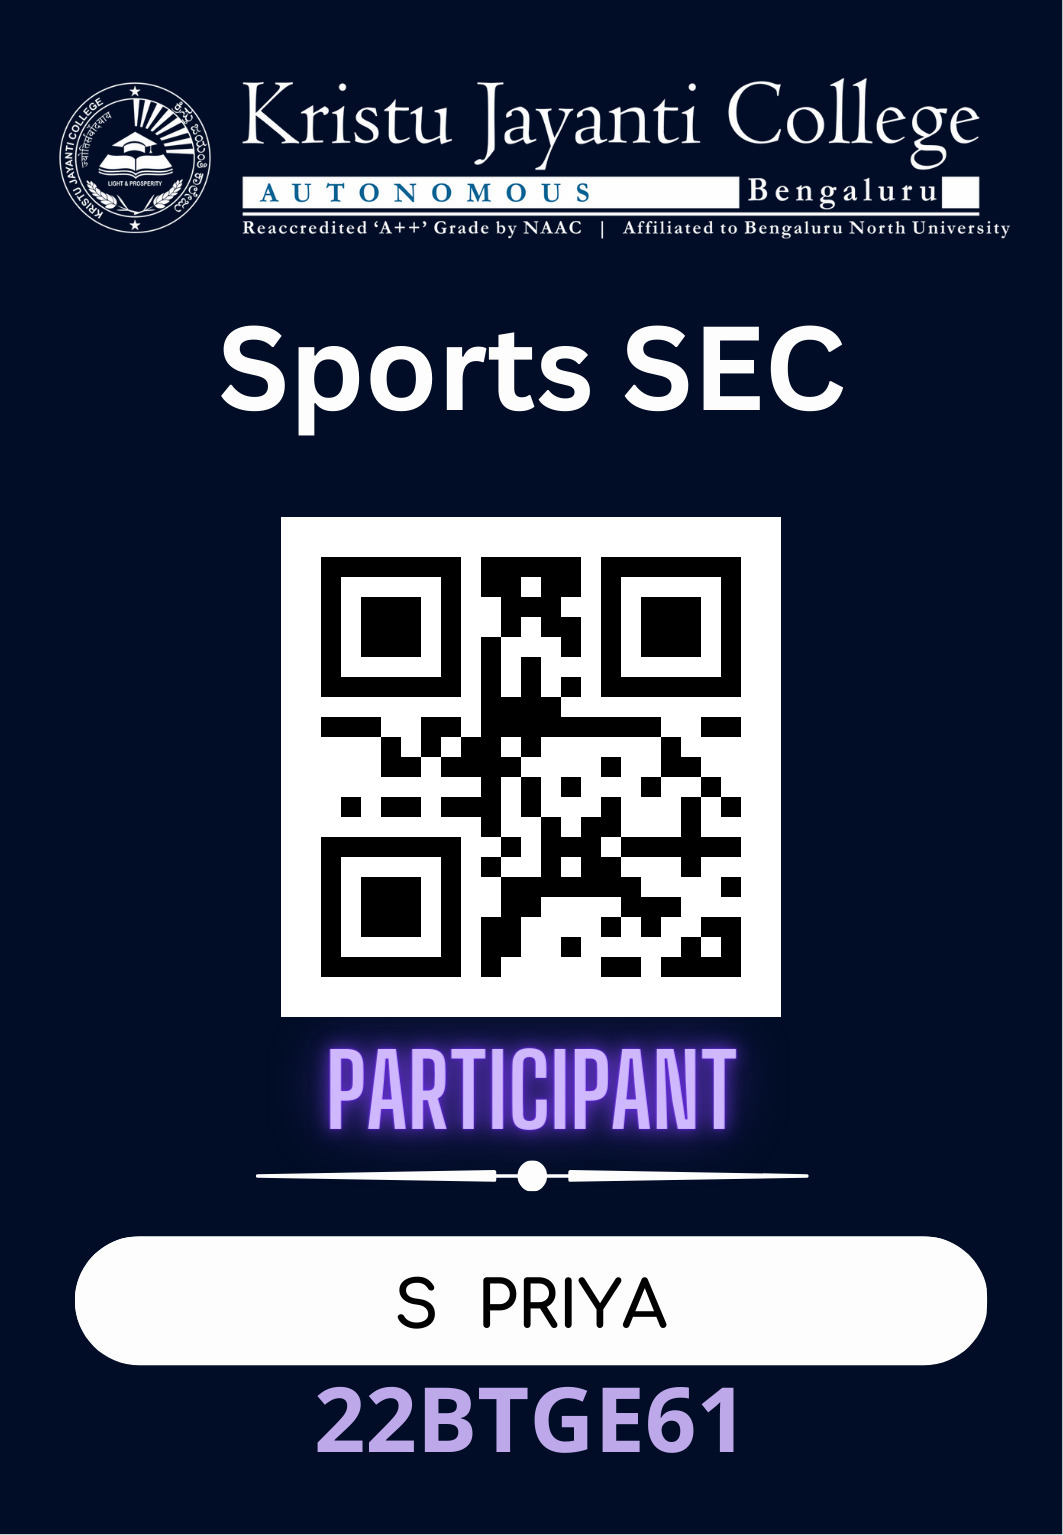 KRISTU JAYANTI COLLEGE
LIGHT & PROSPERITY
Kristu Jayanti College
AUTONOMOUS Bengaluru
Reaccredited ‘A++’ Grade by NAAC | Affiliated to Bengaluru North University
Sports SEC
PARTICIPANT
S PRIYA
22BTGE61